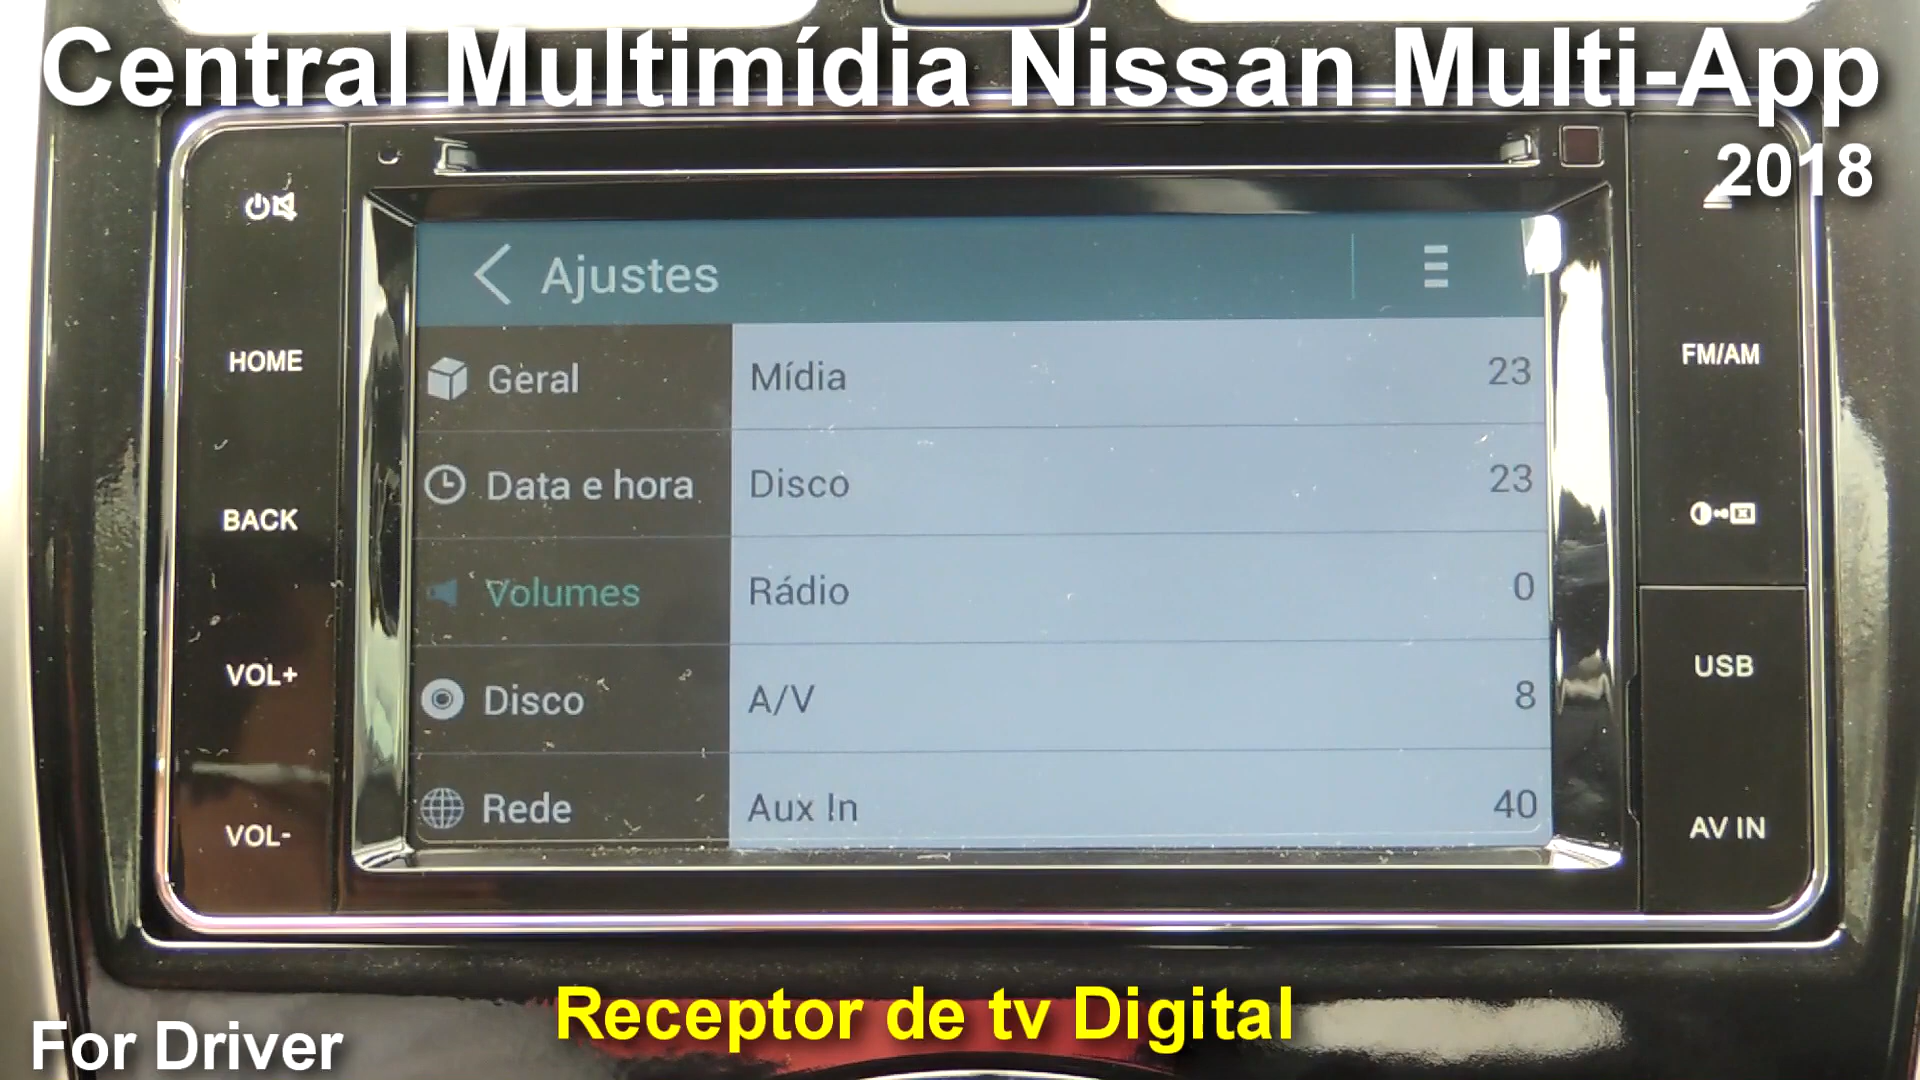 Central Multimídia Nissan Multi-App
2018
HOME
BACK
VOL+
VOL-
Ajustes
Geral
Data e hora
Volumes
Disco
Rede
Mídia 23
Disco 23
Rádio 0
A/V 8
Aux In 40
FM/AM
USB
AV IN
Receptor de tv Digital
For Driver